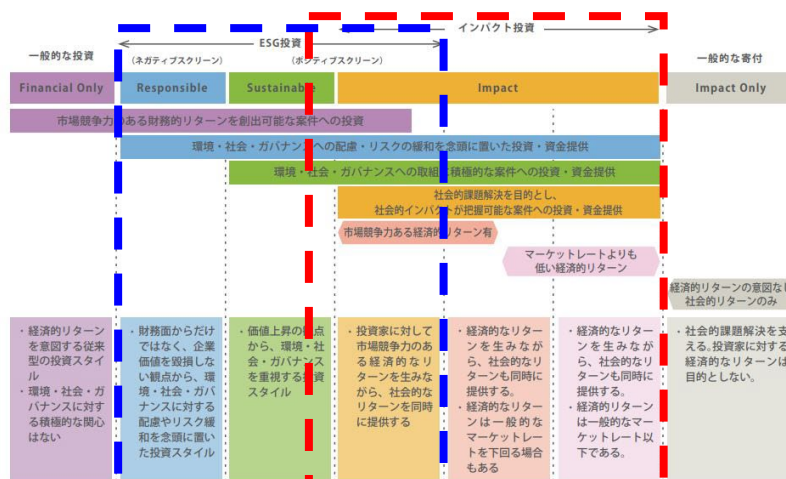 インパクト投資
ESG投資
一般的な投資
(ネガティブスクリーン)
(ポジティブスクリーン)
一般的な寄付
Financial Only
Responsible
Sustainable
Impact
Impact Only
市場競争力のある財務的リターンを創出可能な案件への投資
環境・社会・ガバナンスへの配慮・リスクの緩和を念頭に置いた投資・資金提供
環境・社会・ガバナンスへの取組に積極的な案件への投資・資金提供
社会的課題解決を目的とし、
社会的インパクトが把握可能な案件への投資・資金提供
市場競争力ある経済的リターン有
マーケットレートよりも
低い経済的リターン
経済的リターンの意図なし
社会的リターンのみ
・経済的リターン
を意図する従来
型の投資スタイ
ル
・環境・社会・ガ
バナンスに対す
る積極的な関心
はない
・財務面からだけ
ではなく、企業
価値を毀損しな
い観点から、環
境・社会・ガバ
ナンスに対する
配慮やリスク緩
和を念頭に置い
た投資スタイル
・価値上昇の観点
から、環境・社
会・ガバナンス
を重視する投資
スタイル
・投資家に対して
市場競争力のあ
る経済的なリ
ターンを生みな
がら、社会的な
リターンを同時
に提供する
・経済的なリターン
を生みながら、社
会的なリターン
も同時に
提供する。
・経済的なリターン
は一般的な
マーケットレー
トを下回る場合
もある
・経済的なリターン
を生みながら、社
会的なリターン
も同時に
提供する。
・経済的リターン
は一般的なマー
ケットレート以
下である。
・社会的課題解決を支
える。投資家に対する
経済的なリターンは
目的としない。